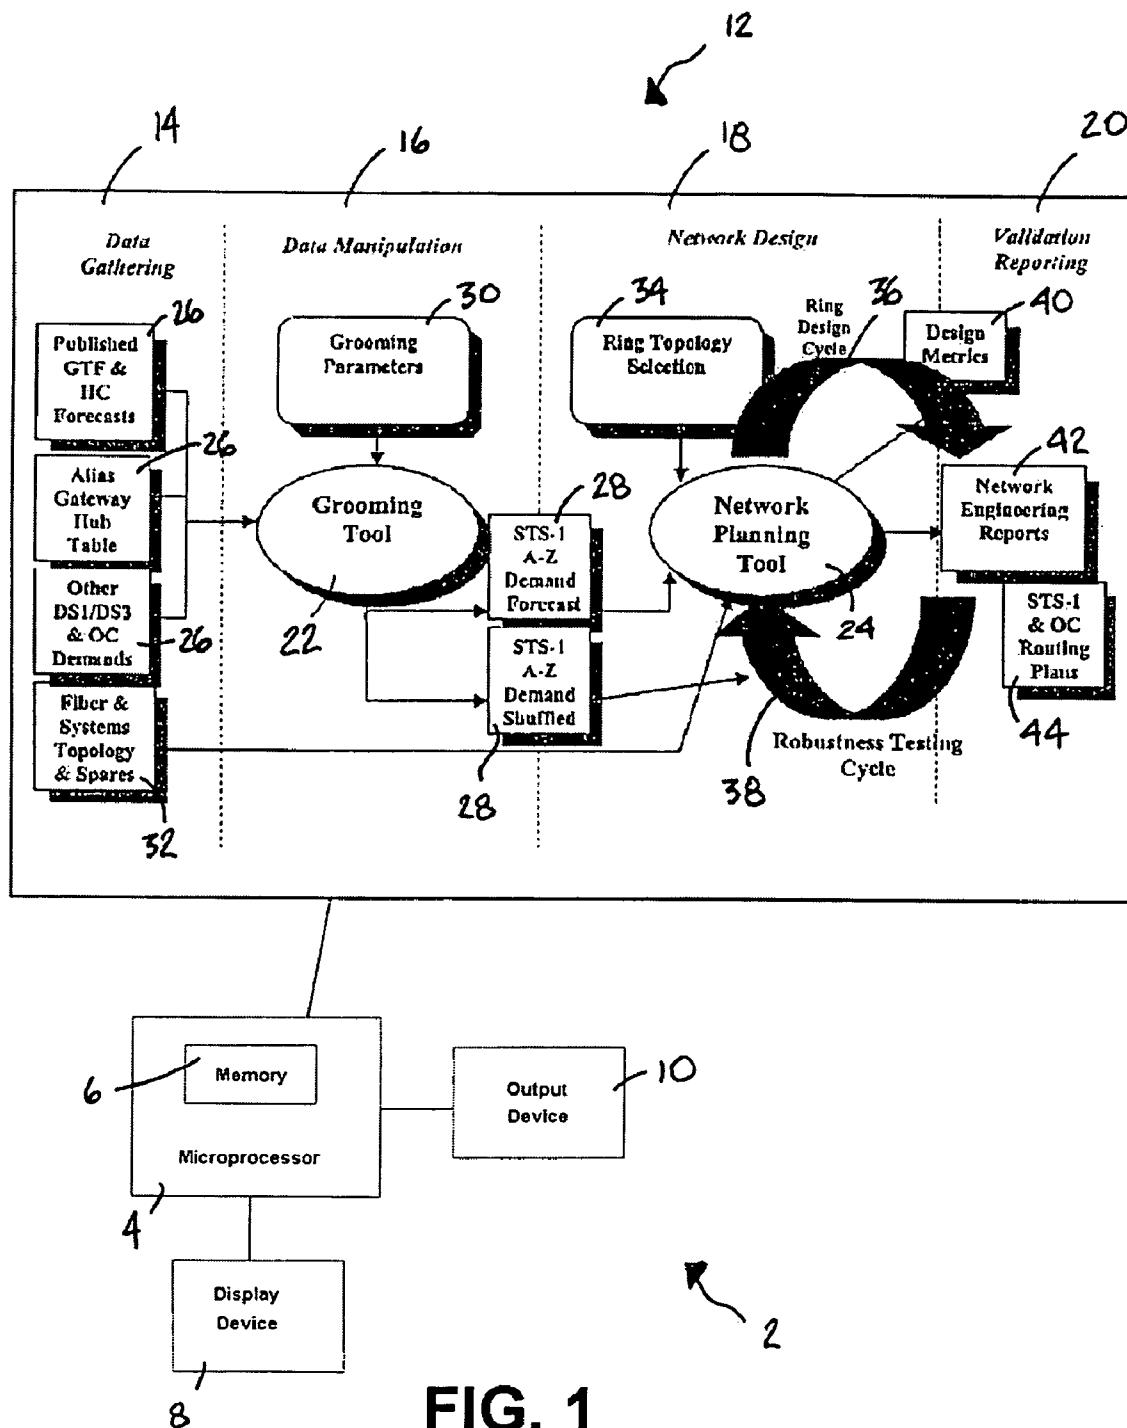 12
14
16
18
20
Data
Gathering
Data Manipulation
Network Design
Validation
Reporting
26
Published
GTF &
IIC
Forecasts
26
Alias
Gateway
Hub
Table
Other
DS1/DS3
& OC
Demands
26
Fiber &
Systems
Topology
& Spares
32
30
Grooming
Parameters
Grooming
Tool
22
28
STS-1
A-Z
Demand
Forecast
STS-1
A-Z
Demand
Shuffled
28
34
Ring Topology
Selection
Ring
Design
Cycle
36
Network
Planning
Tool
24
38
Robustness Testing
Cycle
40
Design
Metrics
42
Network
Engineering
Reports
STS-1
& OC
Routing
Plans
44
6
Memory
Microprocessor
4
Output
Device
10
Display
Device
8
2
FIG. 1